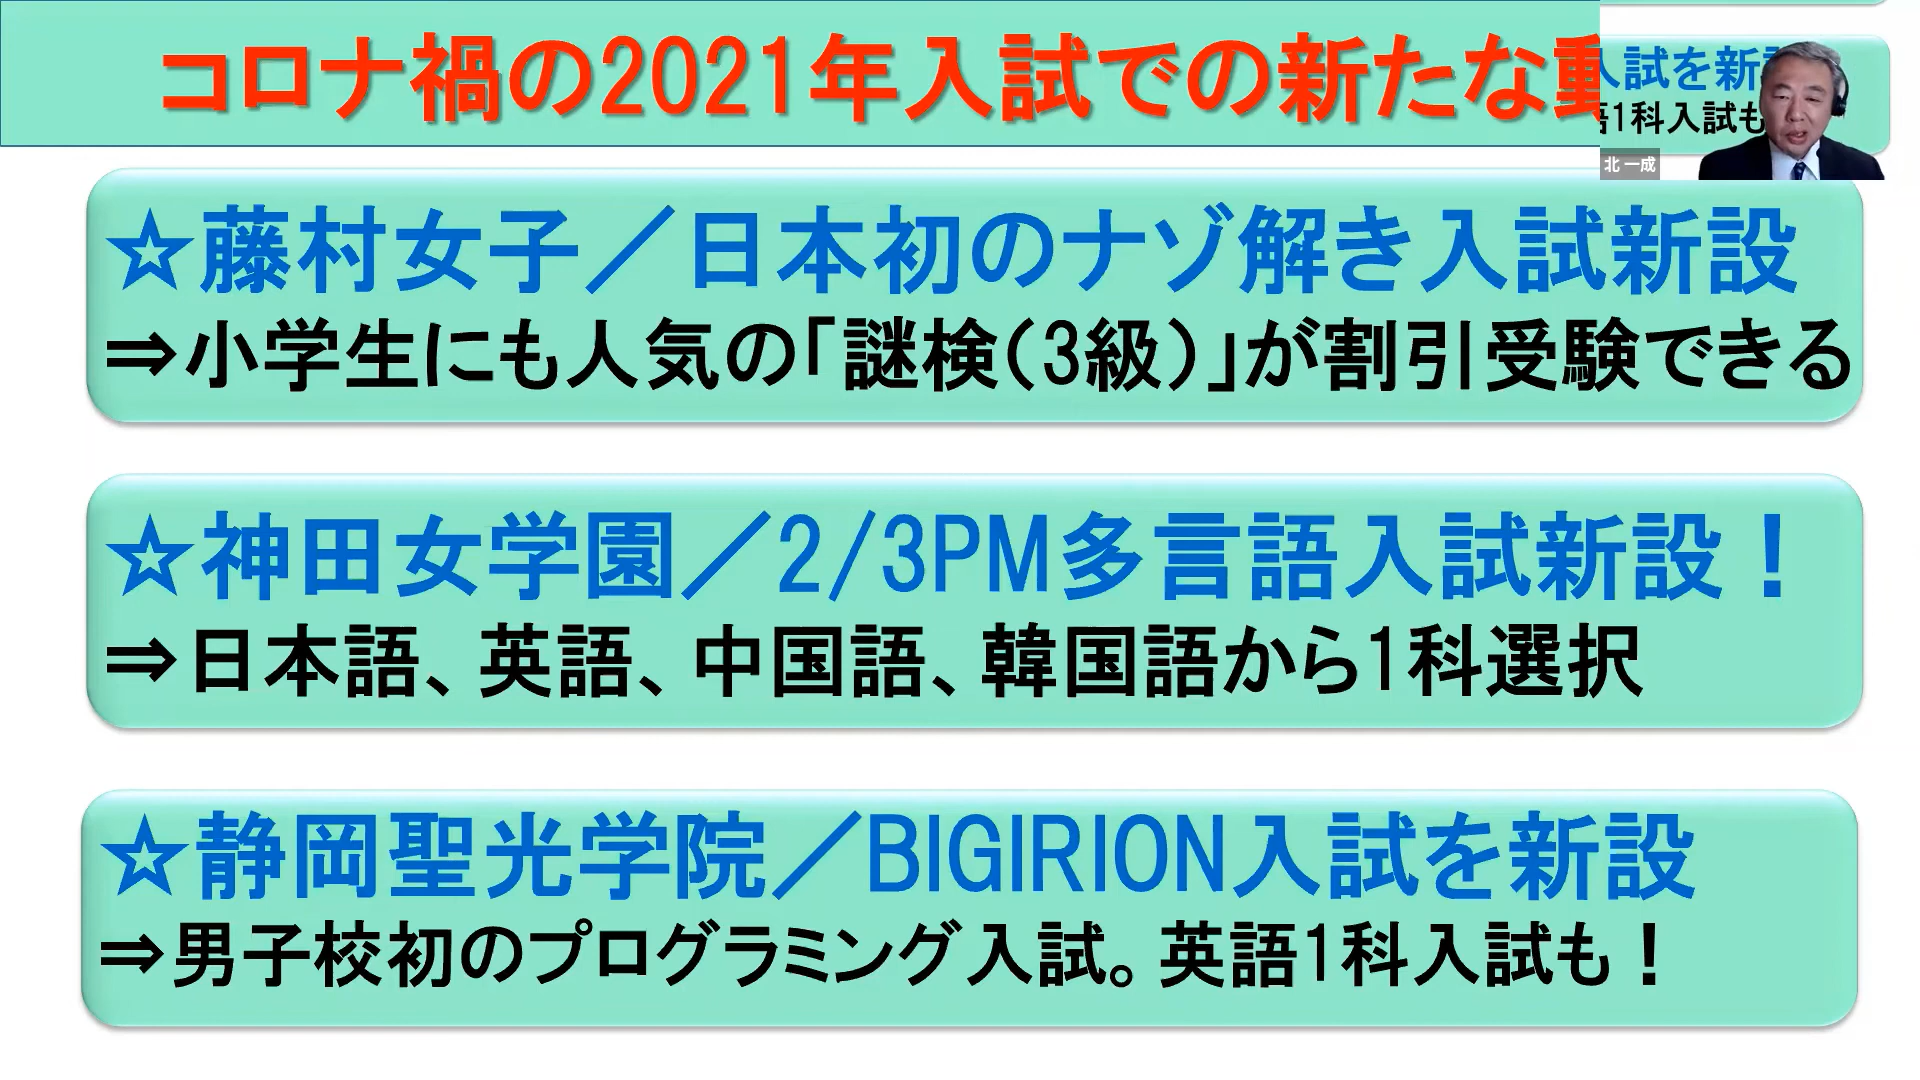 コロナ禍の2021年入試での新たな動
入試を新設
語1科入試も
北 一成
☆藤村女子／日本初のナゾ解き入試新設
⇒小学生にも人気の「謎検（3級）」が割引受験できる
☆神田女学園／2/3PM多言語入試新設！
⇒日本語、英語、中国語、韓国語から1科選択
☆静岡聖光学院／BIGIRION入試を新設
⇒男子校初のプログラミング入試。英語1科入試も！